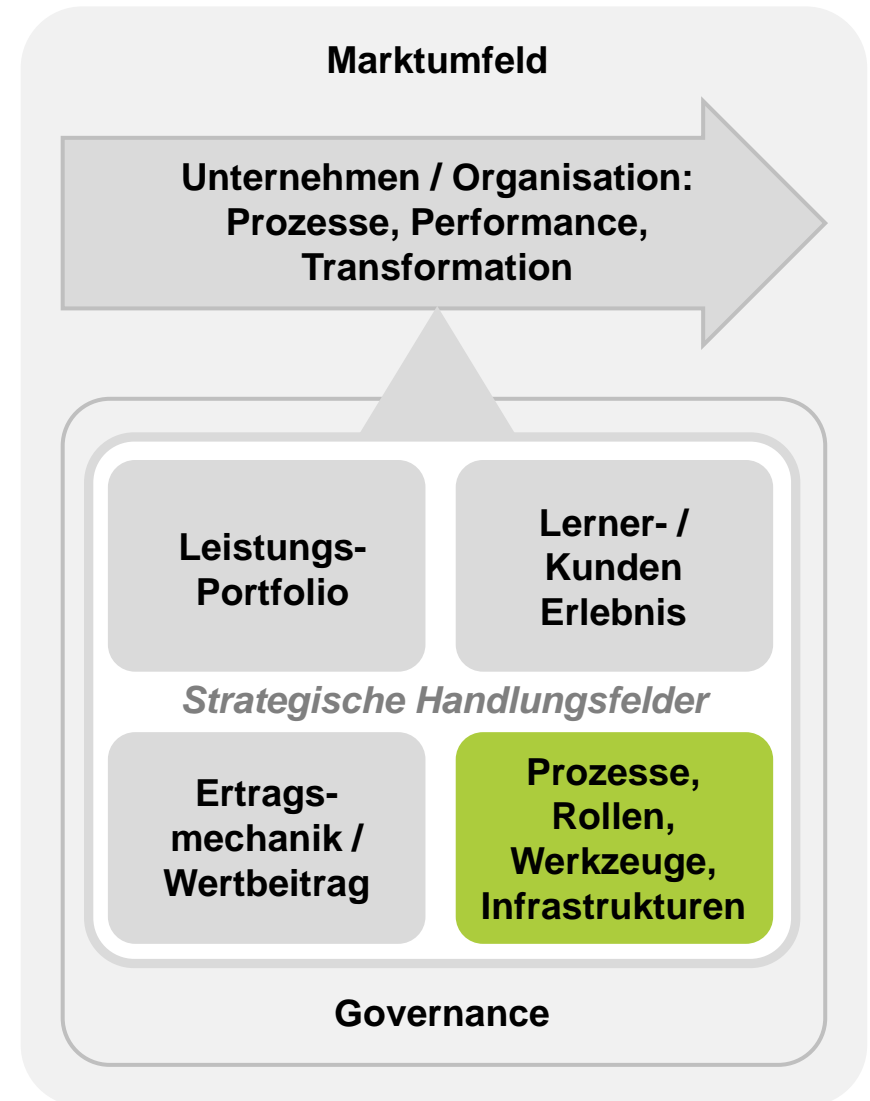 Marktumfeld
Unternehmen / Organisation:
Prozesse, Performance,
Transformation
Leistungs-
Portfolio
Lerner- /
Kunden
Erlebnis
Strategische Handlungsfelder
Ertrags-
mechanik /
Wertbeitrag
Prozesse,
Rollen,
Werkzeuge,
Infrastrukturen
Governance